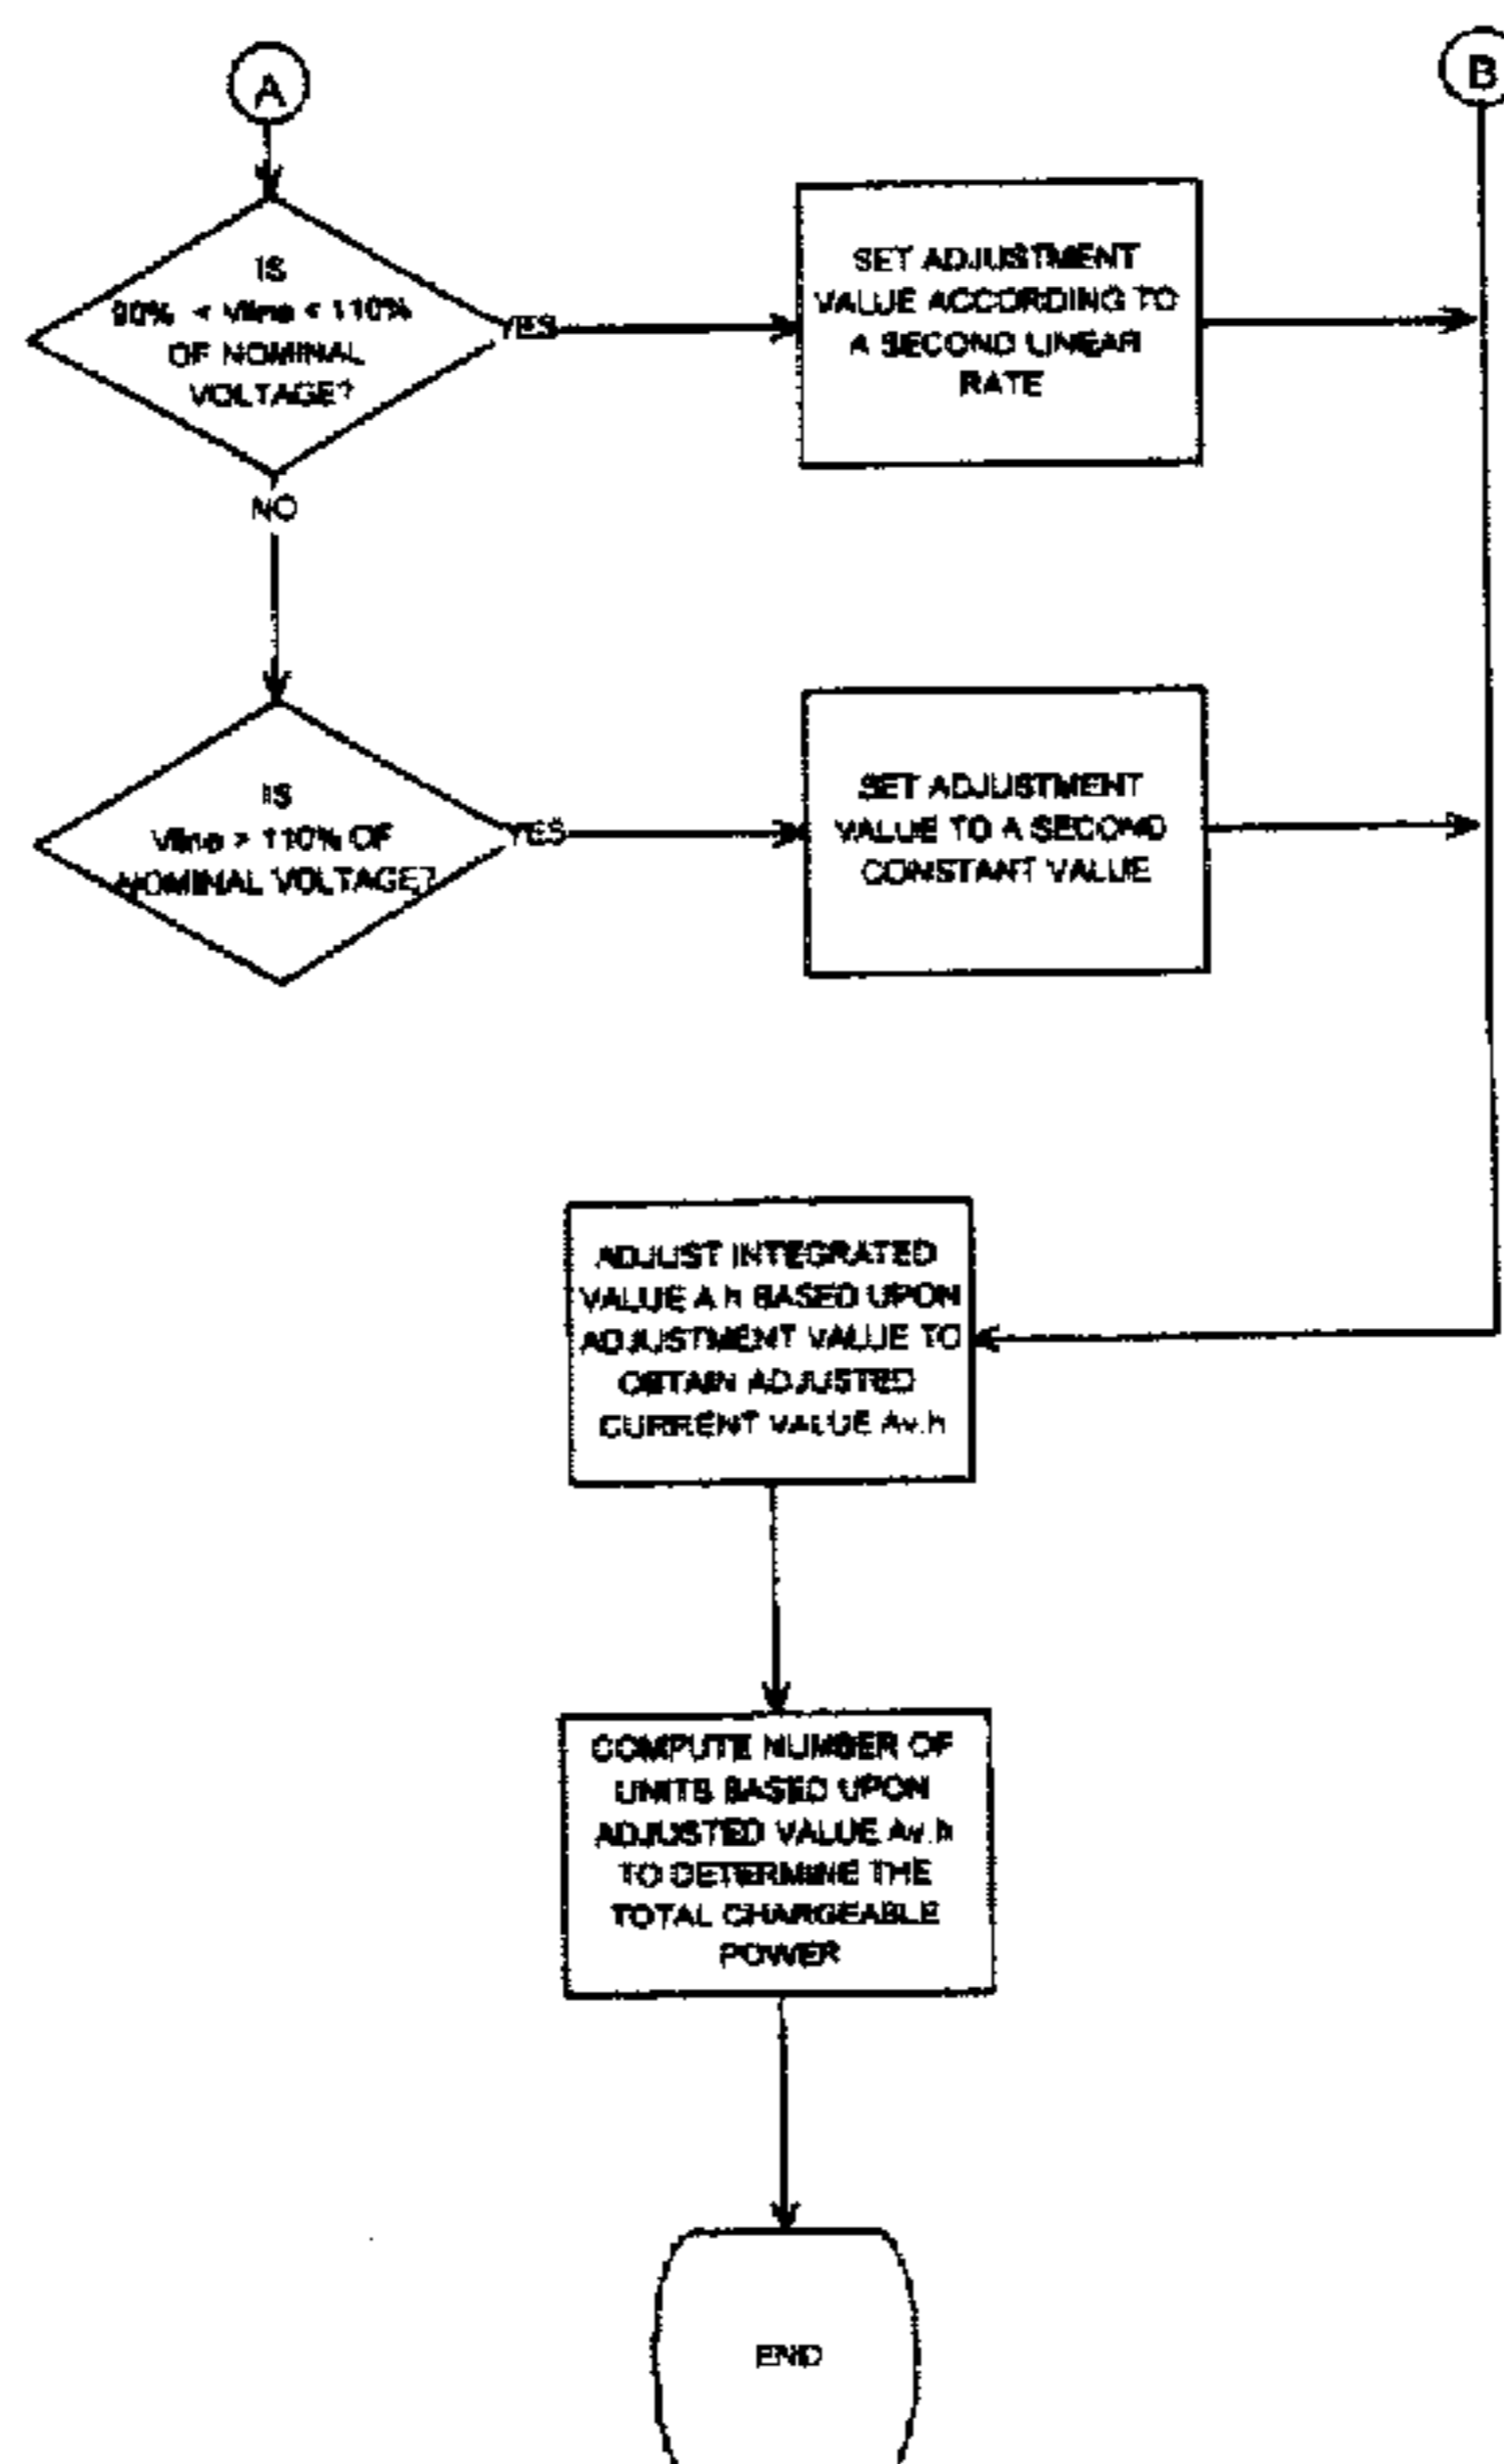 A
B
IS
90% < Vline < 110%
OF NOMINAL
VOLTAGE?
YES
SET ADJUSTMENT
VALUE ACCORDING TO
A SECOND LINEAR
RATE
NO
IS
Vline > 110% OF
NOMINAL VOLTAGE?
YES
SET ADJUSTMENT
VALUE TO A SECOND
CONSTANT VALUE
ADJUST INTEGRATED
VALUE A.h BASED UPON
ADJUSTMENT VALUE TO
OBTAIN ADJUSTED
CURRENT VALUE Av.h
COMPUTE NUMBER OF
UNITS BASED UPON
ADJUSTED VALUE Av.h
TO DETERMINE THE
TOTAL CHARGEABLE
POWER
END